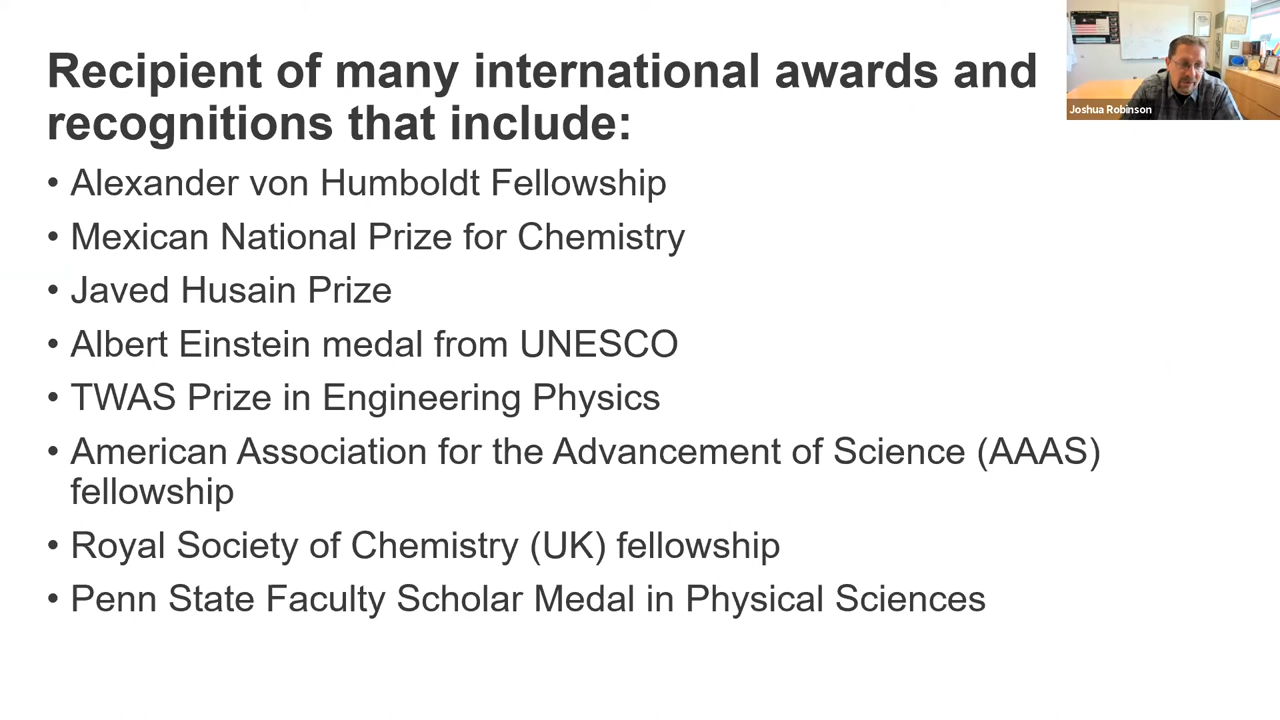 Recipient of many international awards and
recognitions that include:
• Alexander von Humboldt Fellowship
• Mexican National Prize for Chemistry
• Javed Husain Prize
• Albert Einstein medal from UNESCO
• TWAS Prize in Engineering Physics
• American Association for the Advancement of Science (AAAS)
fellowship
• Royal Society of Chemistry (UK) fellowship
• Penn State Faculty Scholar Medal in Physical Sciences
Joshua Robinson